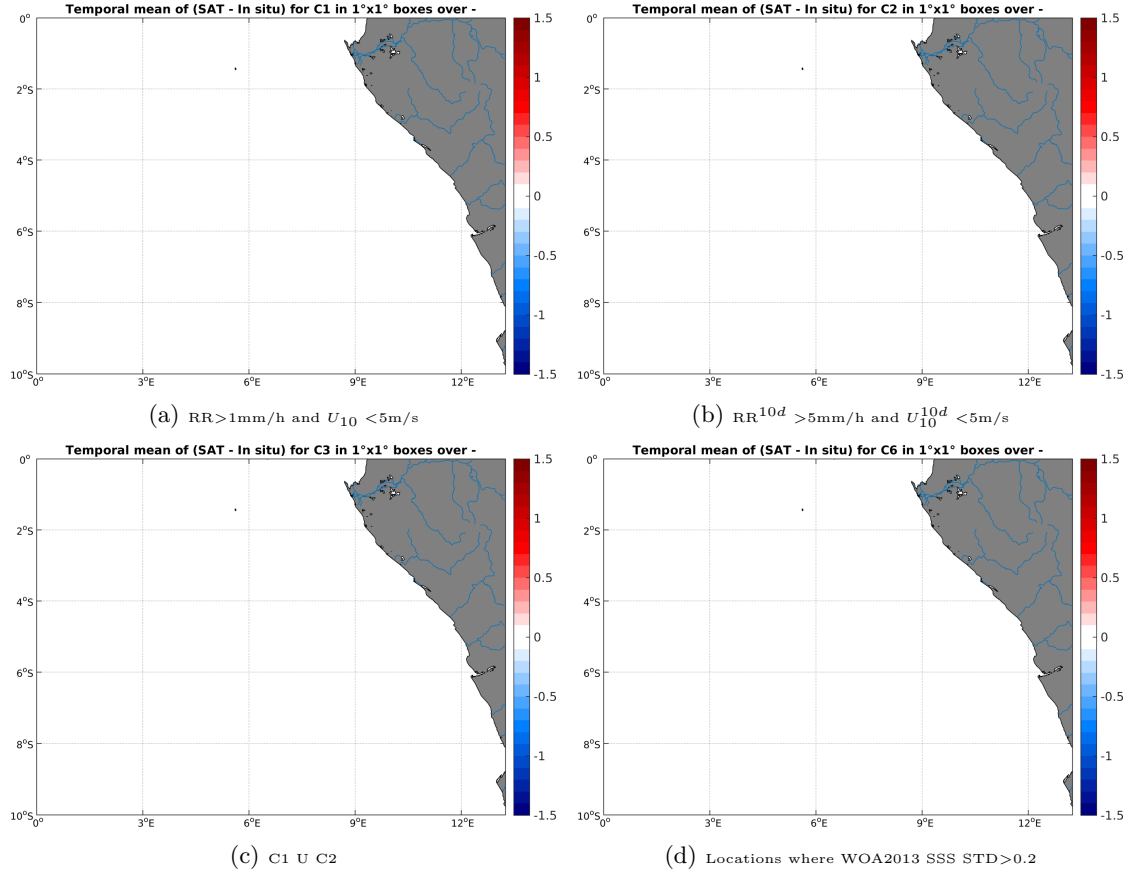 Temporal mean of (SAT - In situ) for C1 in 1°x1° boxes over -
0°
2°S
4°S
6°S
8°S
10°S
0°
3°E
6°E
9°E
12°E
1.5
1
0.5
0
-0.5
-1
-1.5
(a) RR>1mm/h and U10 <5m/s
Temporal mean of (SAT - In situ) for C2 in 1°x1° boxes over -
0°
2°S
4°S
6°S
8°S
10°S
0°
3°E
6°E
9°E
12°E
1.5
1
0.5
0
-0.5
-1
-1.5
(b) RR^10d >5mm/h and U10^10d <5m/s
Temporal mean of (SAT - In situ) for C3 in 1°x1° boxes over -
0°
2°S
4°S
6°S
8°S
10°S
0°
3°E
6°E
9°E
12°E
1.5
1
0.5
0
-0.5
-1
-1.5
(c) C1 U C2
Temporal mean of (SAT - In situ) for C6 in 1°x1° boxes over -
0°
2°S
4°S
6°S
8°S
10°S
0°
3°E
6°E
9°E
12°E
1.5
1
0.5
0
-0.5
-1
-1.5
(d) Locations where WOA2013 SSS STD>0.2